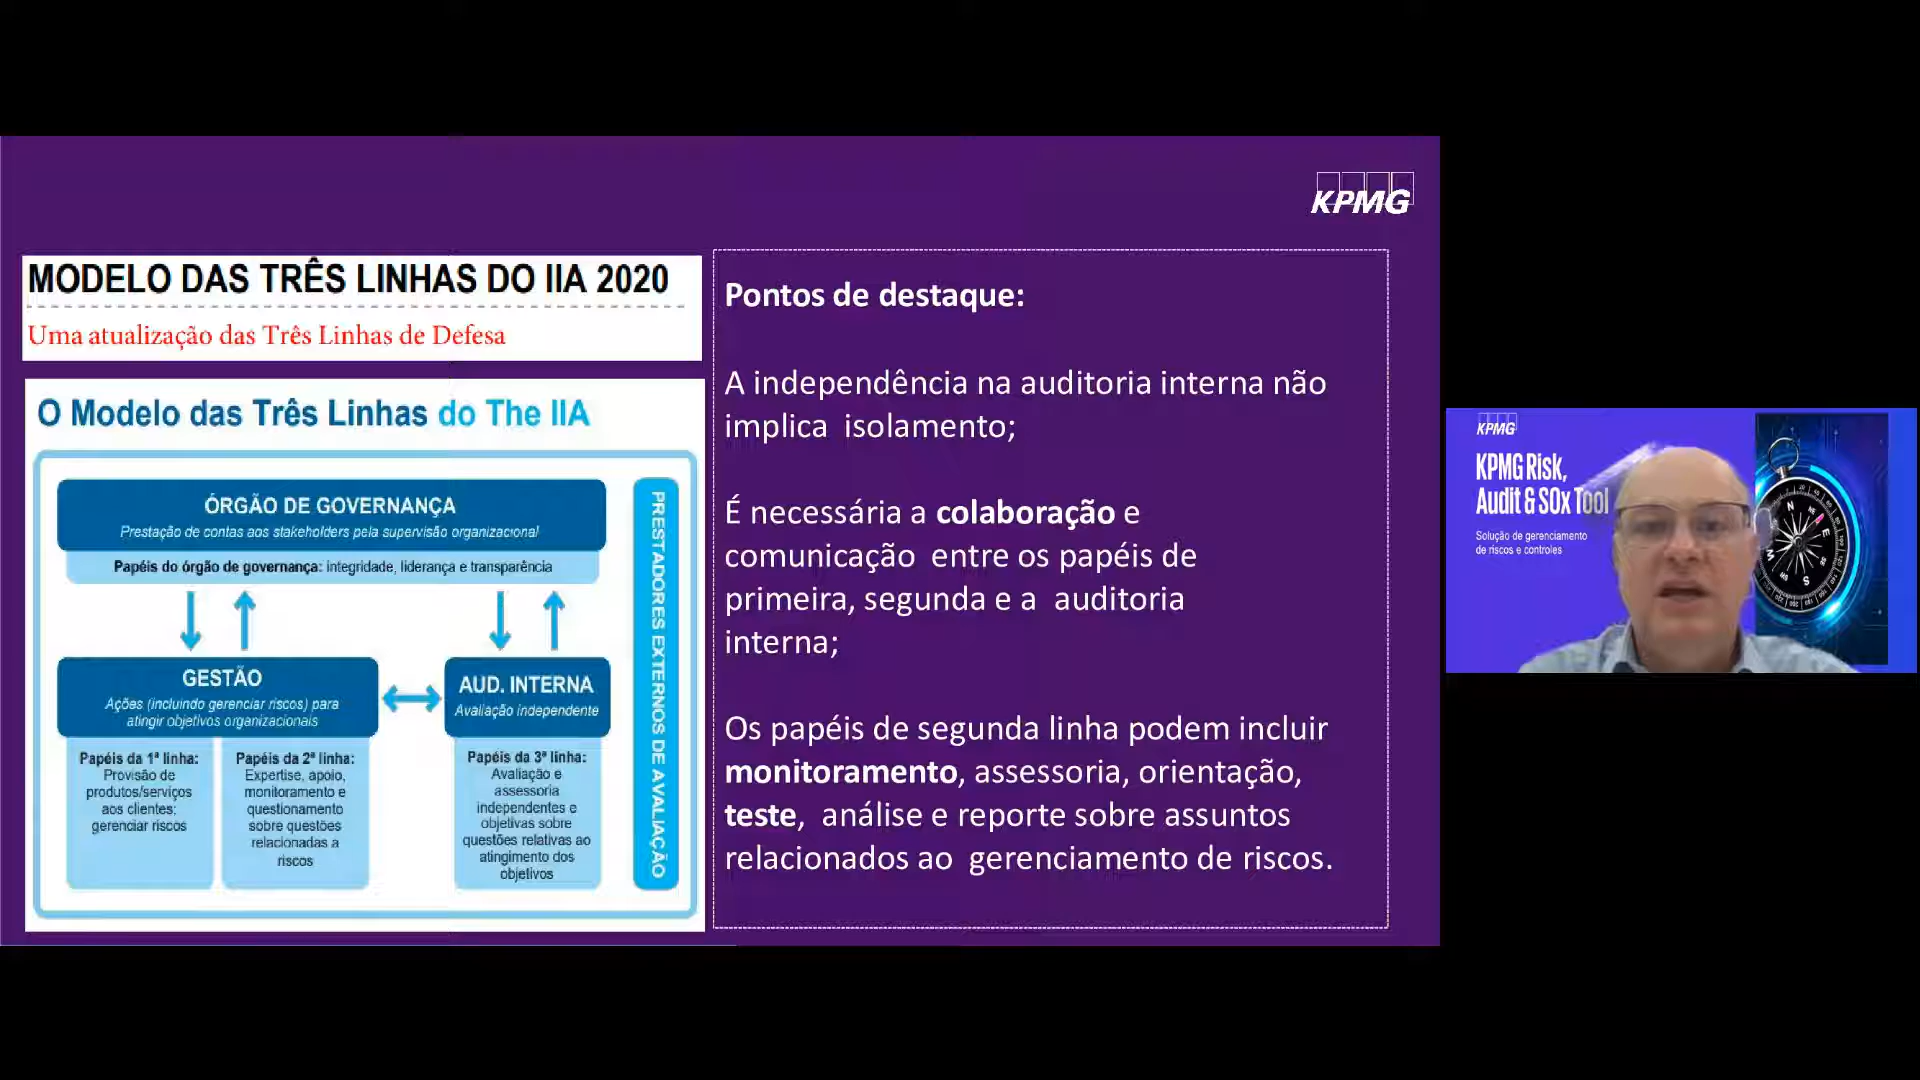 KPMG
MODELO DAS TRÊS LINHAS DO IIA 2020
Uma atualização das Três Linhas de Defesa
O Modelo das Três Linhas do The IIA
ÓRGÃO DE GOVERNANÇA
Prestação de contas aos stakeholders pela supervisão organizacional
Papéis do órgão de governança: integridade, liderança e transparência
GESTÃO
Ações (incluindo gerenciar riscos) para
atingir objetivos organizacionais
Papéis da 1ª linha:
Provisão de
produtos/serviços
aos clientes;
gerenciar riscos
Papéis da 2ª linha:
Expertise, apoio,
monitoramento e
questionamento
sobre questões
relacionadas a
riscos
AUD. INTERNA
Avaliação independente
Papéis da 3ª linha:
Avaliação e
assessoria
independentes e
objetivas sobre
questões relativas ao
atingimento dos
objetivos
PRESTADORES EXTERNOS DE AVALIAÇÃO
Pontos de destaque:
A independência na auditoria interna não
implica isolamento;
É necessária a colaboração e
comunicação entre os papéis de
primeira, segunda e a auditoria
interna;
Os papéis de segunda linha podem incluir
monitoramento, assessoria, orientação,
teste, análise e reporte sobre assuntos
relacionados ao gerenciamento de riscos.
KPMG
KPMG Risk,
Audit & SOx Tool
Solução de gerenciamento
de riscos e controles
N
NE
E
S
SW
W